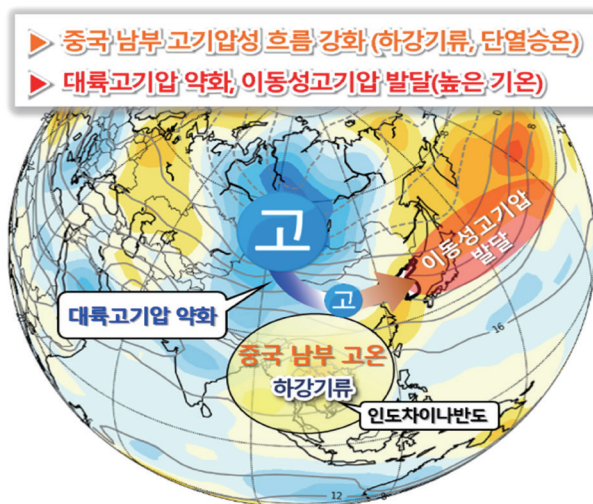 ▶ 중국 남부 고기압성 흐름 강화 (하강기류, 단열승온)
▶ 대륙고기압 약화, 이동성고기압 발달(높은 기온)
고
이동성고기압
발달
고
대륙고기압 약화
중국 남부 고온
하강기류
인도차이나반도
16
12